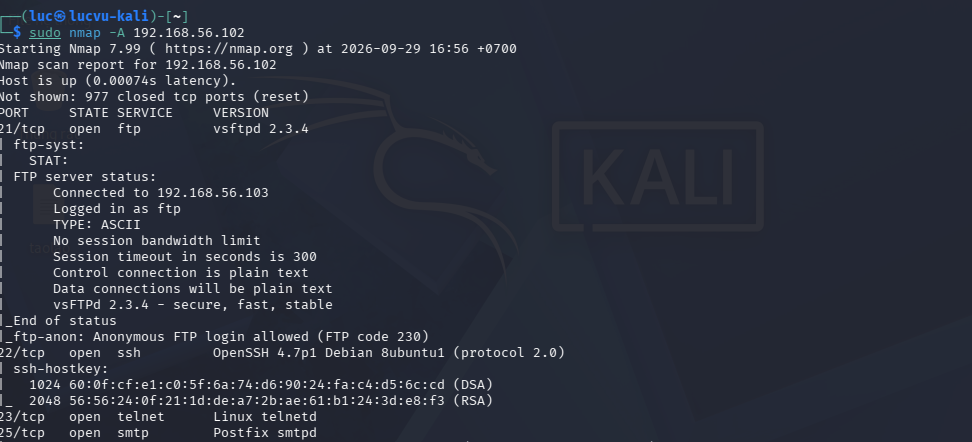 ┌──(luc㉿lucvu-kali)-[~]
└─$ sudo nmap -A 192.168.56.102
Starting Nmap 7.99 ( https://nmap.org ) at 2026-09-29 16:56 +0700
Nmap scan report for 192.168.56.102
Host is up (0.00074s latency).
Not shown: 977 closed tcp ports (reset)
PORT     STATE SERVICE     VERSION
21/tcp   open  ftp         vsftpd 2.3.4
| ftp-syst:
|   STAT:
| FTP server status:
|      Connected to 192.168.56.103
|      Logged in as ftp
|      TYPE: ASCII
|      No session bandwidth limit
|      Session timeout in seconds is 300
|      Control connection is plain text
|      Data connections will be plain text
|      vsFTPd 2.3.4 - secure, fast, stable
|_End of status
|_ftp-anon: Anonymous FTP login allowed (FTP code 230)
22/tcp   open  ssh         OpenSSH 4.7p1 Debian 8ubuntu1 (protocol 2.0)
| ssh-hostkey:
|   1024 60:0f:cf:e1:c0:5f:6a:74:d6:90:24:fa:c4:d5:6c:cd (DSA)
|_  2048 56:56:24:0f:21:1d:de:a7:2b:ae:61:b1:24:3d:e8:f3 (RSA)
23/tcp   open  telnet      Linux telnetd
25/tcp   open  smtp        Postfix smtpd
KALI